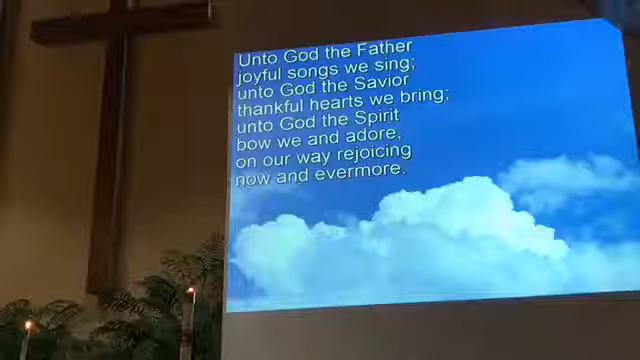 Unto God the Father
joyful songs we sing;
unto God the Savior
thankful hearts we bring;
unto God the Spirit
bow we and adore,
on our way rejoicing
now and evermore.